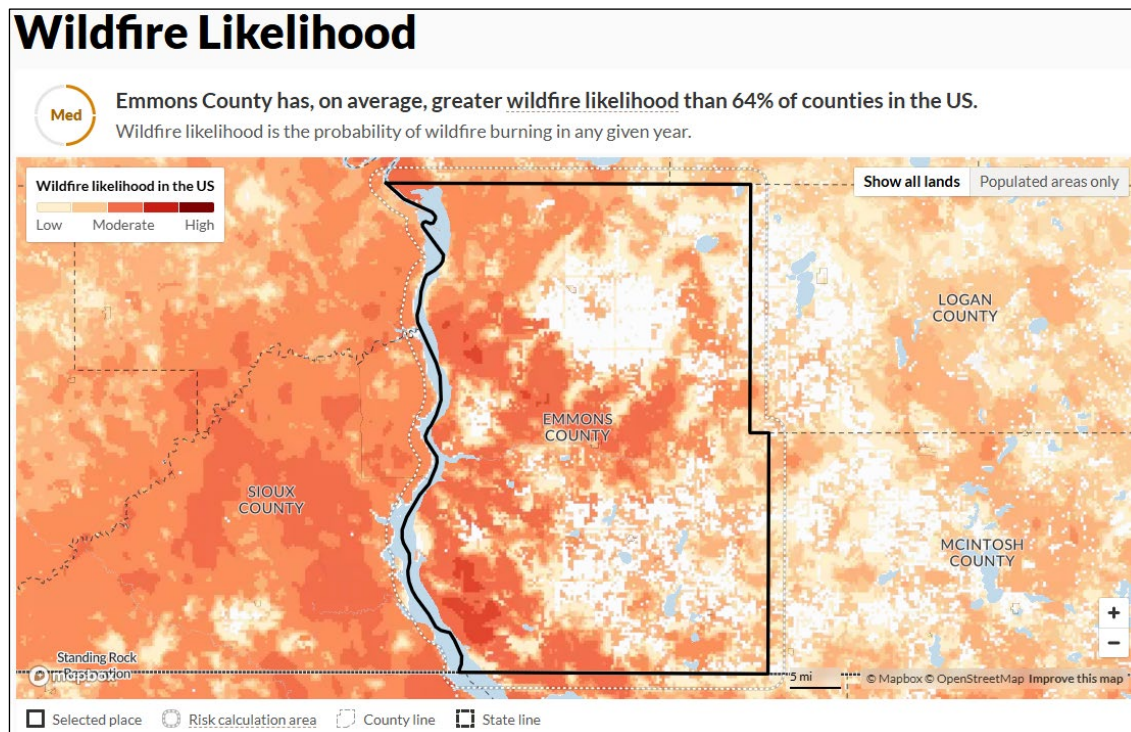 Wildfire Likelihood
Med
Emmons County has, on average, greater wildfire likelihood than 64% of counties in the US.
Wildfire likelihood is the probability of wildfire burning in any given year.
Wildfire likelihood in the US
Low Moderate High
Show all lands Populated areas only
LOGAN
COUNTY
EMMONS
COUNTY
SIOUX
COUNTY
MCINTOSH
COUNTY
+
−
Standing Rock
mapbox
5 mi
© Mapbox © OpenStreetMap Improve this map
Selected place Risk calculation area County line State line